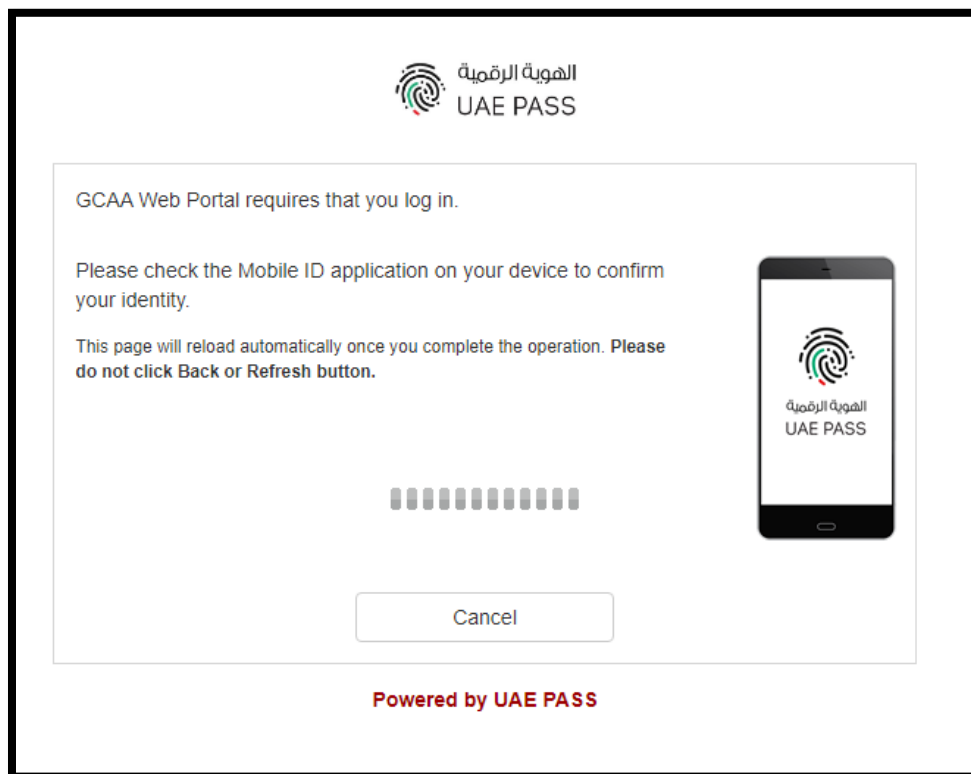 الهوية الرقمية
UAE PASS
GCAA Web Portal requires that you log in.
Please check the Mobile ID application on your device to confirm
your identity.
This page will reload automatically once you complete the operation. Please
do not click Back or Refresh button.
الهوية الرقمية
UAE PASS
Cancel
Powered by UAE PASS